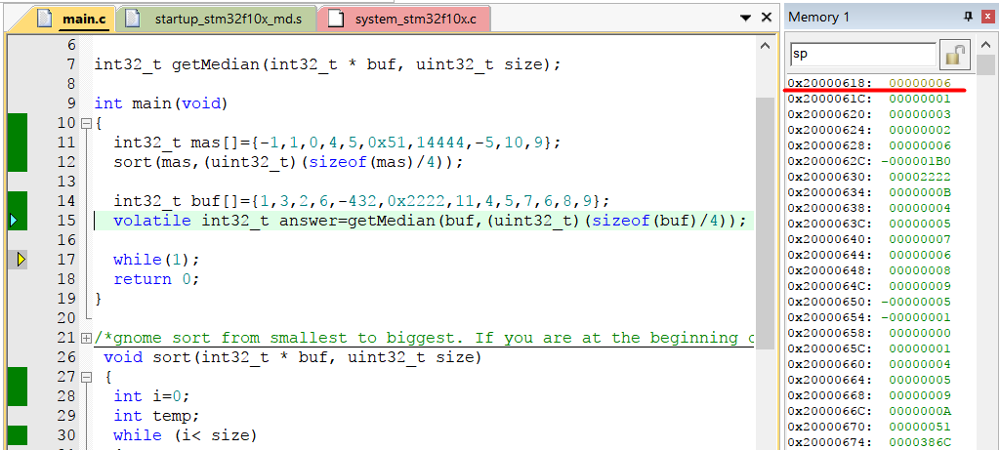 main.c startup_stm32f10x_md.s system_stm32f10x.c
6
7 int32_t getMedian(int32_t * buf, uint32_t size);
8
9 int main(void)
10 {
11 int32_t mas[]={-1,1,0,4,5,0x51,14444,-5,10,9};
12 sort(mas,(uint32_t)(sizeof(mas)/4));
13
14 int32_t buf[]={1,3,2,6,-432,0x2222,11,4,5,7,6,8,9};
15 volatile int32_t answer=getMedian(buf,(uint32_t)(sizeof(buf)/4));
16
17 while(1);
18 return 0;
19 }
20
21 /*gnome sort from smallest to biggest. If you are at the beginning
26 void sort(int32_t * buf, uint32_t size)
27 {
28 int i=0;
29 int temp;
30 while (i< size)
Memory 1
sp
0x20000618: 00000006
0x2000061C: 00000001
0x20000620: 00000003
0x20000624: 00000002
0x20000628: 00000006
0x2000062C: -000001B0
0x20000630: 00002222
0x20000634: 0000000B
0x20000638: 00000004
0x2000063C: 00000005
0x20000640: 00000007
0x20000644: 00000006
0x20000648: 00000008
0x2000064C: 00000009
0x20000650: -00000005
0x20000654: -00000001
0x20000658: 00000000
0x2000065C: 00000001
0x20000660: 00000004
0x20000664: 00000005
0x20000668: 00000009
0x2000066C: 0000000A
0x20000670: 00000051
0x20000674: 0000386C